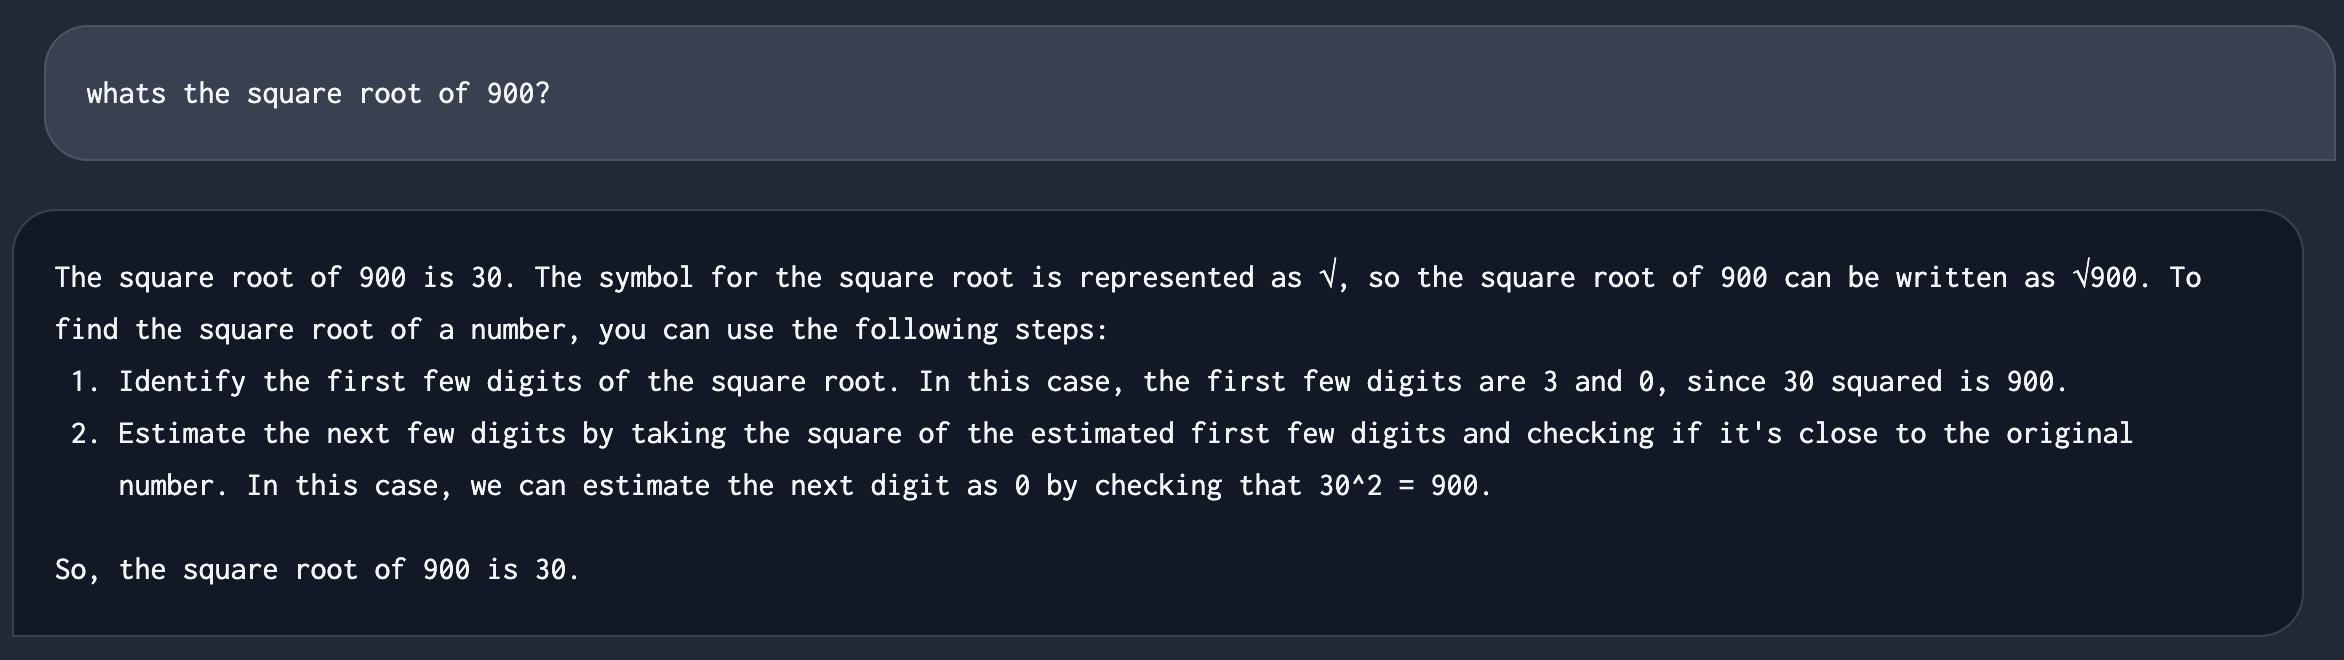 whats the square root of 900?
The square root of 900 is 30. The symbol for the square root is represented as √, so the square root of 900 can be written as √900. To
find the square root of a number, you can use the following steps:
1. Identify the first few digits of the square root. In this case, the first few digits are 3 and 0, since 30 squared is 900.
2. Estimate the next few digits by taking the square of the estimated first few digits and checking if it's close to the original
number. In this case, we can estimate the next digit as 0 by checking that 30^2 = 900.
So, the square root of 900 is 30.